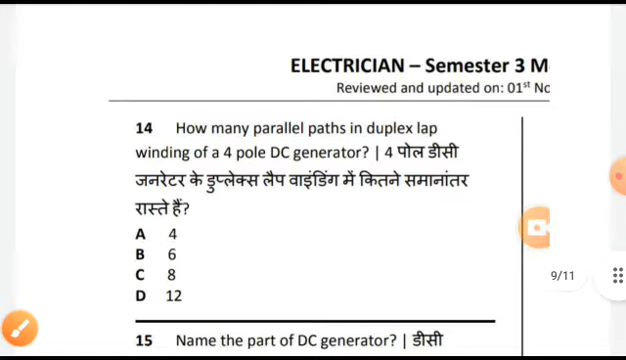 ELECTRICIAN – Semester 3 M
Reviewed and updated on: 01st No
14 How many parallel paths in duplex lap
winding of a 4 pole DC generator? | 4 पोल डीसी
जनरेटर के डुप्लेक्स लैप वाइंडिंग में कितने समानांतर
रास्ते हैं?
A 4
B 6
C 8
D 12
9/11
15 Name the part of DC generator? | डीसी